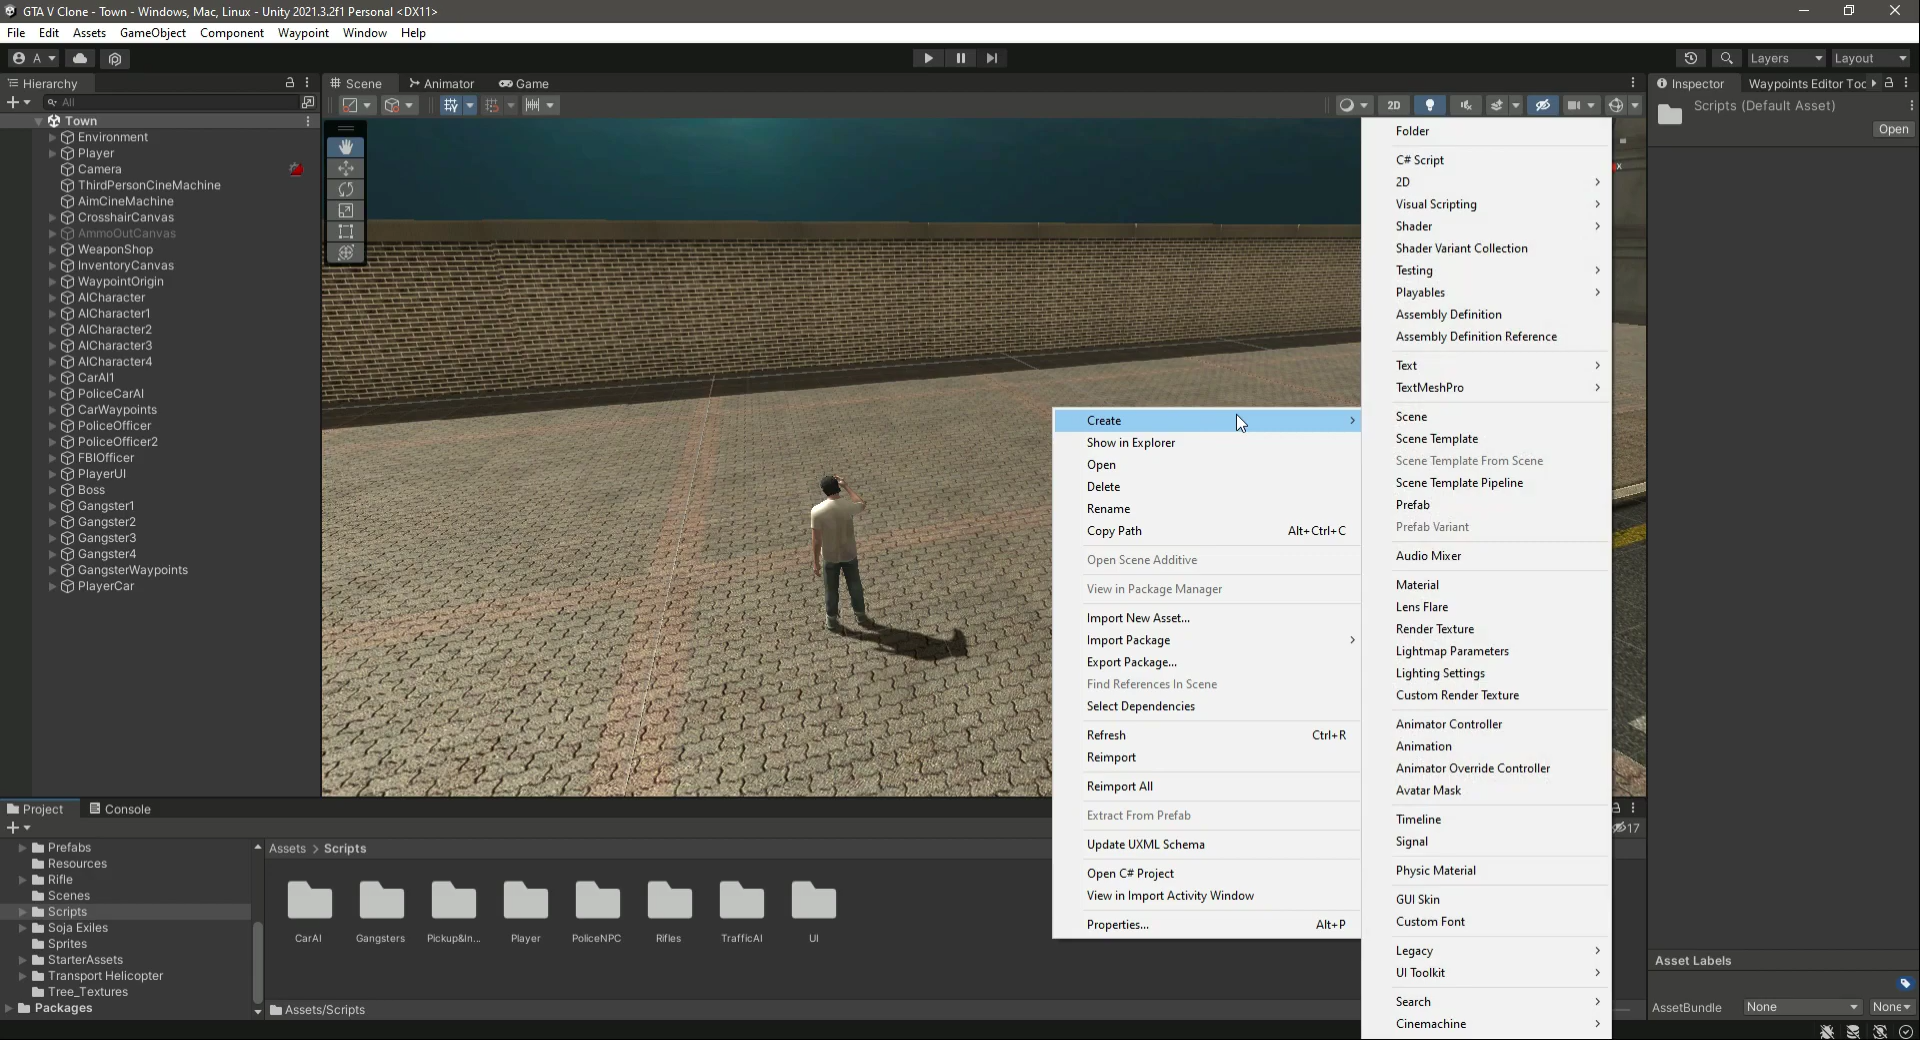 GTA V Clone - Town - Windows, Mac, Linux - Unity 2021.3.2f1 Personal <DX11>
File Edit Assets GameObject Component Waypoint Window Help
A
Layers
Layout
Hierarchy
Scene
Animator
Game
Inspector
Waypoints Editor Too
All
2D
Scripts (Default Asset)
Open
Town
Environment
Player
Camera
ThirdPersonCineMachine
AimCineMachine
CrosshairCanvas
AmmoOutCanvas
WeaponShop
InventoryCanvas
WaypointOrigin
AICharacter
AICharacter1
AICharacter2
AICharacter3
AICharacter4
CarAI1
PoliceCarAI
CarWaypoints
PoliceOfficer
PoliceOfficer2
FBIOfficer
PlayerUI
Boss
Gangster1
Gangster2
Gangster3
Gangster4
GangsterWaypoints
PlayerCar
x
Create
Show in Explorer
Open
Delete
Rename
Copy Path Alt+Ctrl+C
Open Scene Additive
View in Package Manager
Import New Asset...
Import Package
Export Package...
Find References In Scene
Select Dependencies
Refresh Ctrl+R
Reimport
Reimport All
Extract From Prefab
Update UXML Schema
Open C# Project
View in Import Activity Window
Properties... Alt+P
Folder
C# Script
2D
Visual Scripting
Shader
Shader Variant Collection
Testing
Playables
Assembly Definition
Assembly Definition Reference
Text
TextMeshPro
Scene
Scene Template
Scene Template From Scene
Scene Template Pipeline
Prefab
Prefab Variant
Audio Mixer
Material
Lens Flare
Render Texture
Lightmap Parameters
Lighting Settings
Custom Render Texture
Animator Controller
Animation
Animator Override Controller
Avatar Mask
Timeline
Signal
Physic Material
GUI Skin
Custom Font
Legacy
UI Toolkit
Search
Cinemachine
Project
Console
17
Prefabs
Resources
Rifle
Scenes
Scripts
Soja Exiles
Sprites
StarterAssets
Transport Helicopter
Tree_Textures
Packages
Assets > Scripts
CarAI
Gangsters
Pickup&In...
Player
PoliceNPC
Rifles
TrafficAI
UI
Assets/Scripts
Asset Labels
AssetBundle None None